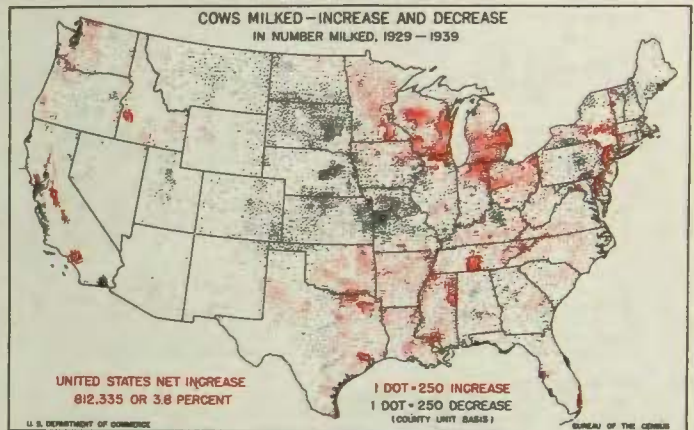 COWS MILKED—INCREASE AND DECREASE
IN NUMBER MILKED, 1929—1939
UNITED STATES NET INCREASE
812,335 OR 3.8 PERCENT
1 DOT = 250 INCREASE
1 DOT = 250 DECREASE
(COUNTY UNIT BASIS)
U. S. DEPARTMENT OF COMMERCE
BUREAU OF THE CENSUS